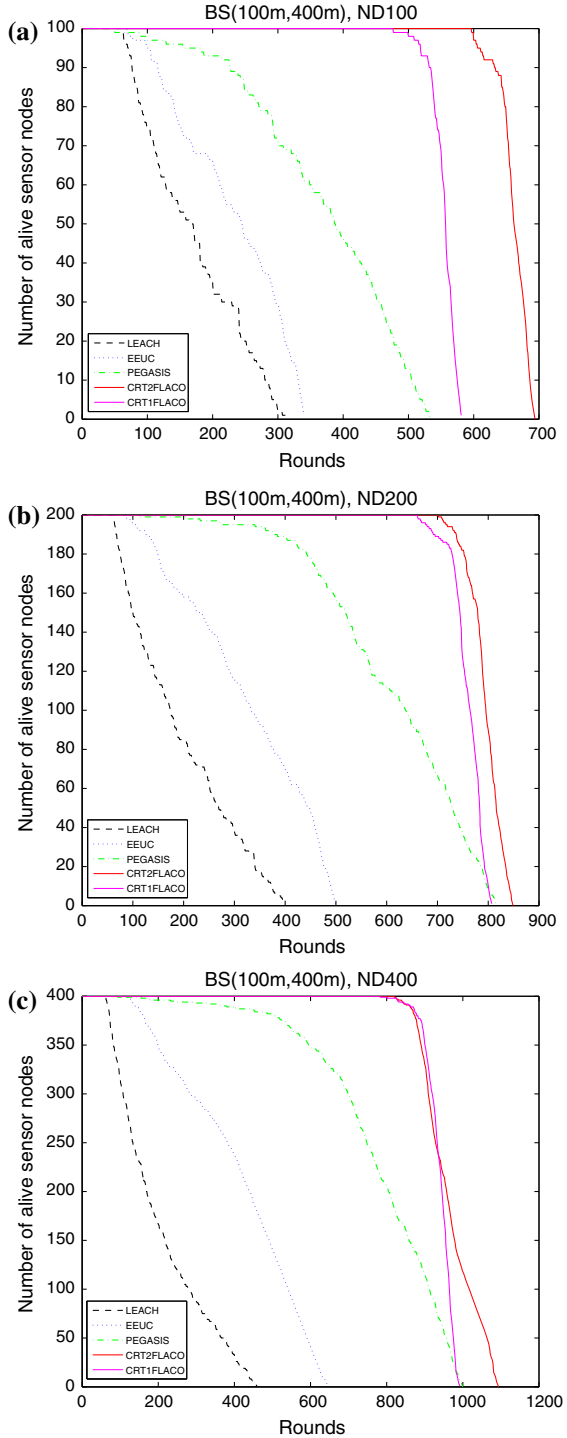 (a)
BS(100m,400m), ND100
Number of alive sensor nodes
100
90
80
70
60
50
40
30
20
10
0
LEACH
EEUC
PEGASIS
CRT2FLACO
CRT1FLACO
0 100 200 300 400 500 600 700
Rounds
(b)
BS(100m,400m), ND200
Number of alive sensor nodes
200
180
160
140
120
100
80
60
40
20
0
LEACH
EEUC
PEGASIS
CRT2FLACO
CRT1FLACO
0 100 200 300 400 500 600 700 800 900
Rounds
(c)
BS(100m,400m), ND400
Number of alive sensor nodes
400
350
300
250
200
150
100
50
0
LEACH
EEUC
PEGASIS
CRT2FLACO
CRT1FLACO
0 200 400 600 800 1000 1200
Rounds